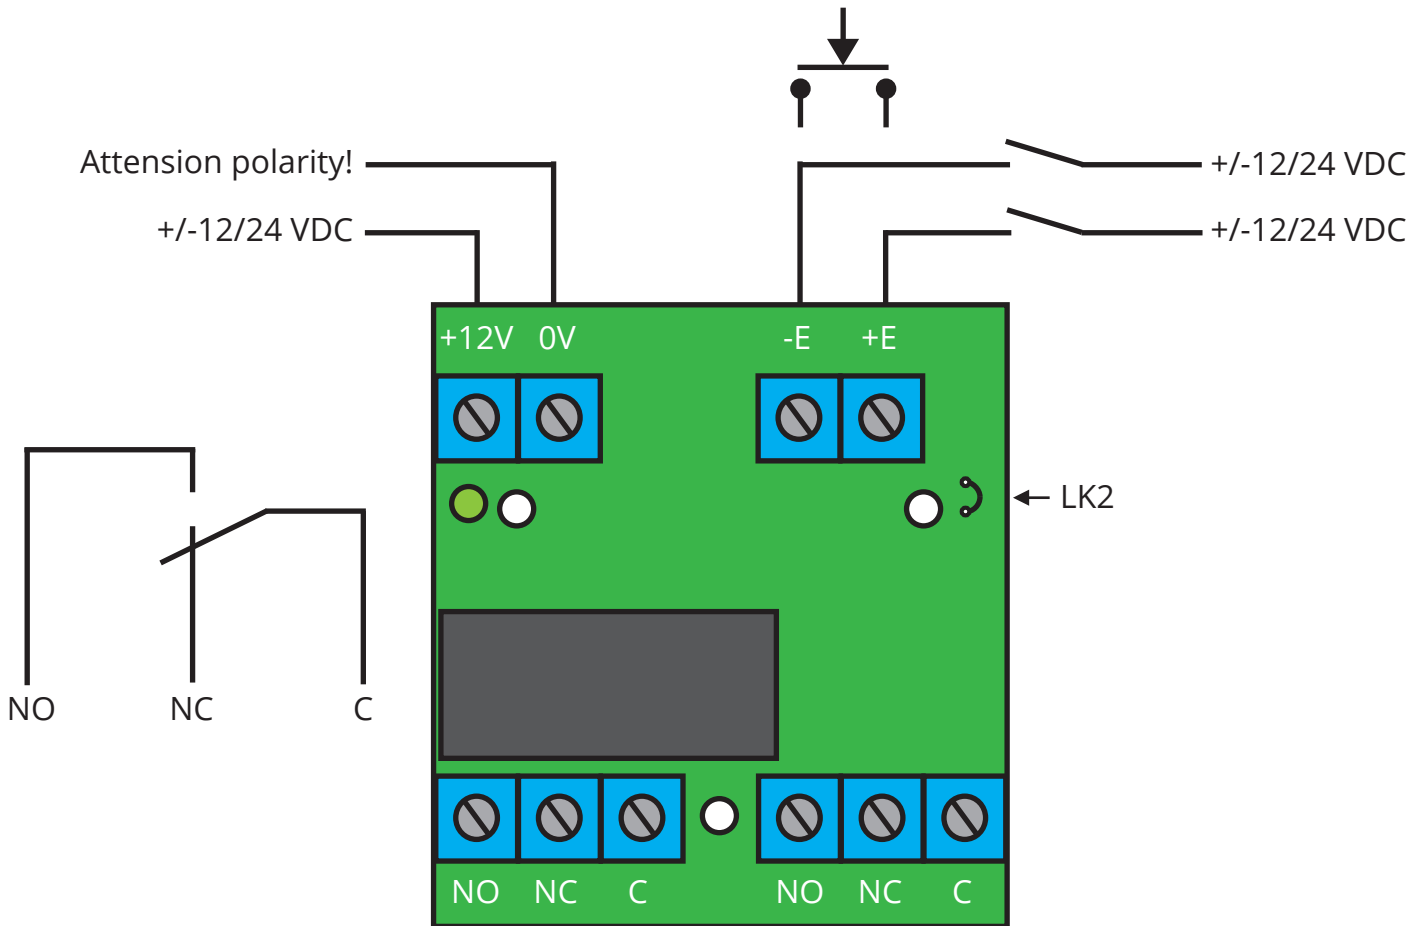 Attension polarity!
+/-12/24 VDC
+/-12/24 VDC
+/-12/24 VDC
+12V 0V -E +E
LK2
NO NC C
NO NC C NO NC C